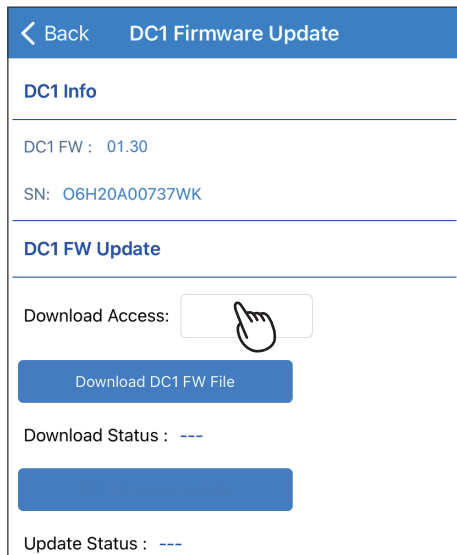 Back DC1 Firmware Update
DC1 Info
DC1 FW : 01.30
SN: O6H20A00737WK
DC1 FW Update
Download Access:
Download DC1 FW File
Download Status : ---
Update Status : ---